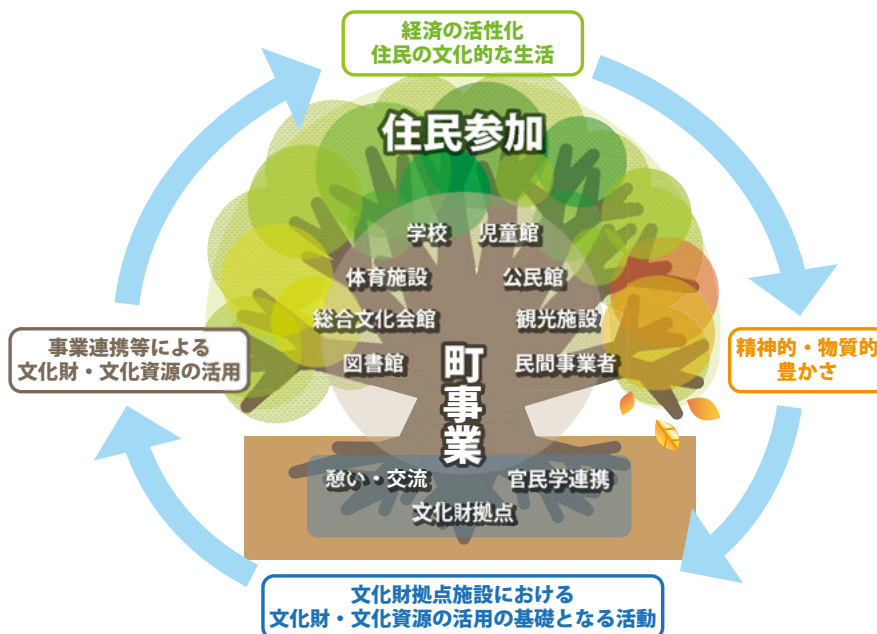 経済の活性化
住民の文化的な生活
住民参加
学校 児童館
体育施設 公民館
総合文化会館 観光施設
図書館 民間事業者
町事業
事業連携等による
文化財・文化資源の活用
精神的・物質的
豊かさ
憩い・交流 官民学連携
文化財拠点
文化財拠点施設における
文化財・文化資源の活用の基礎となる活動